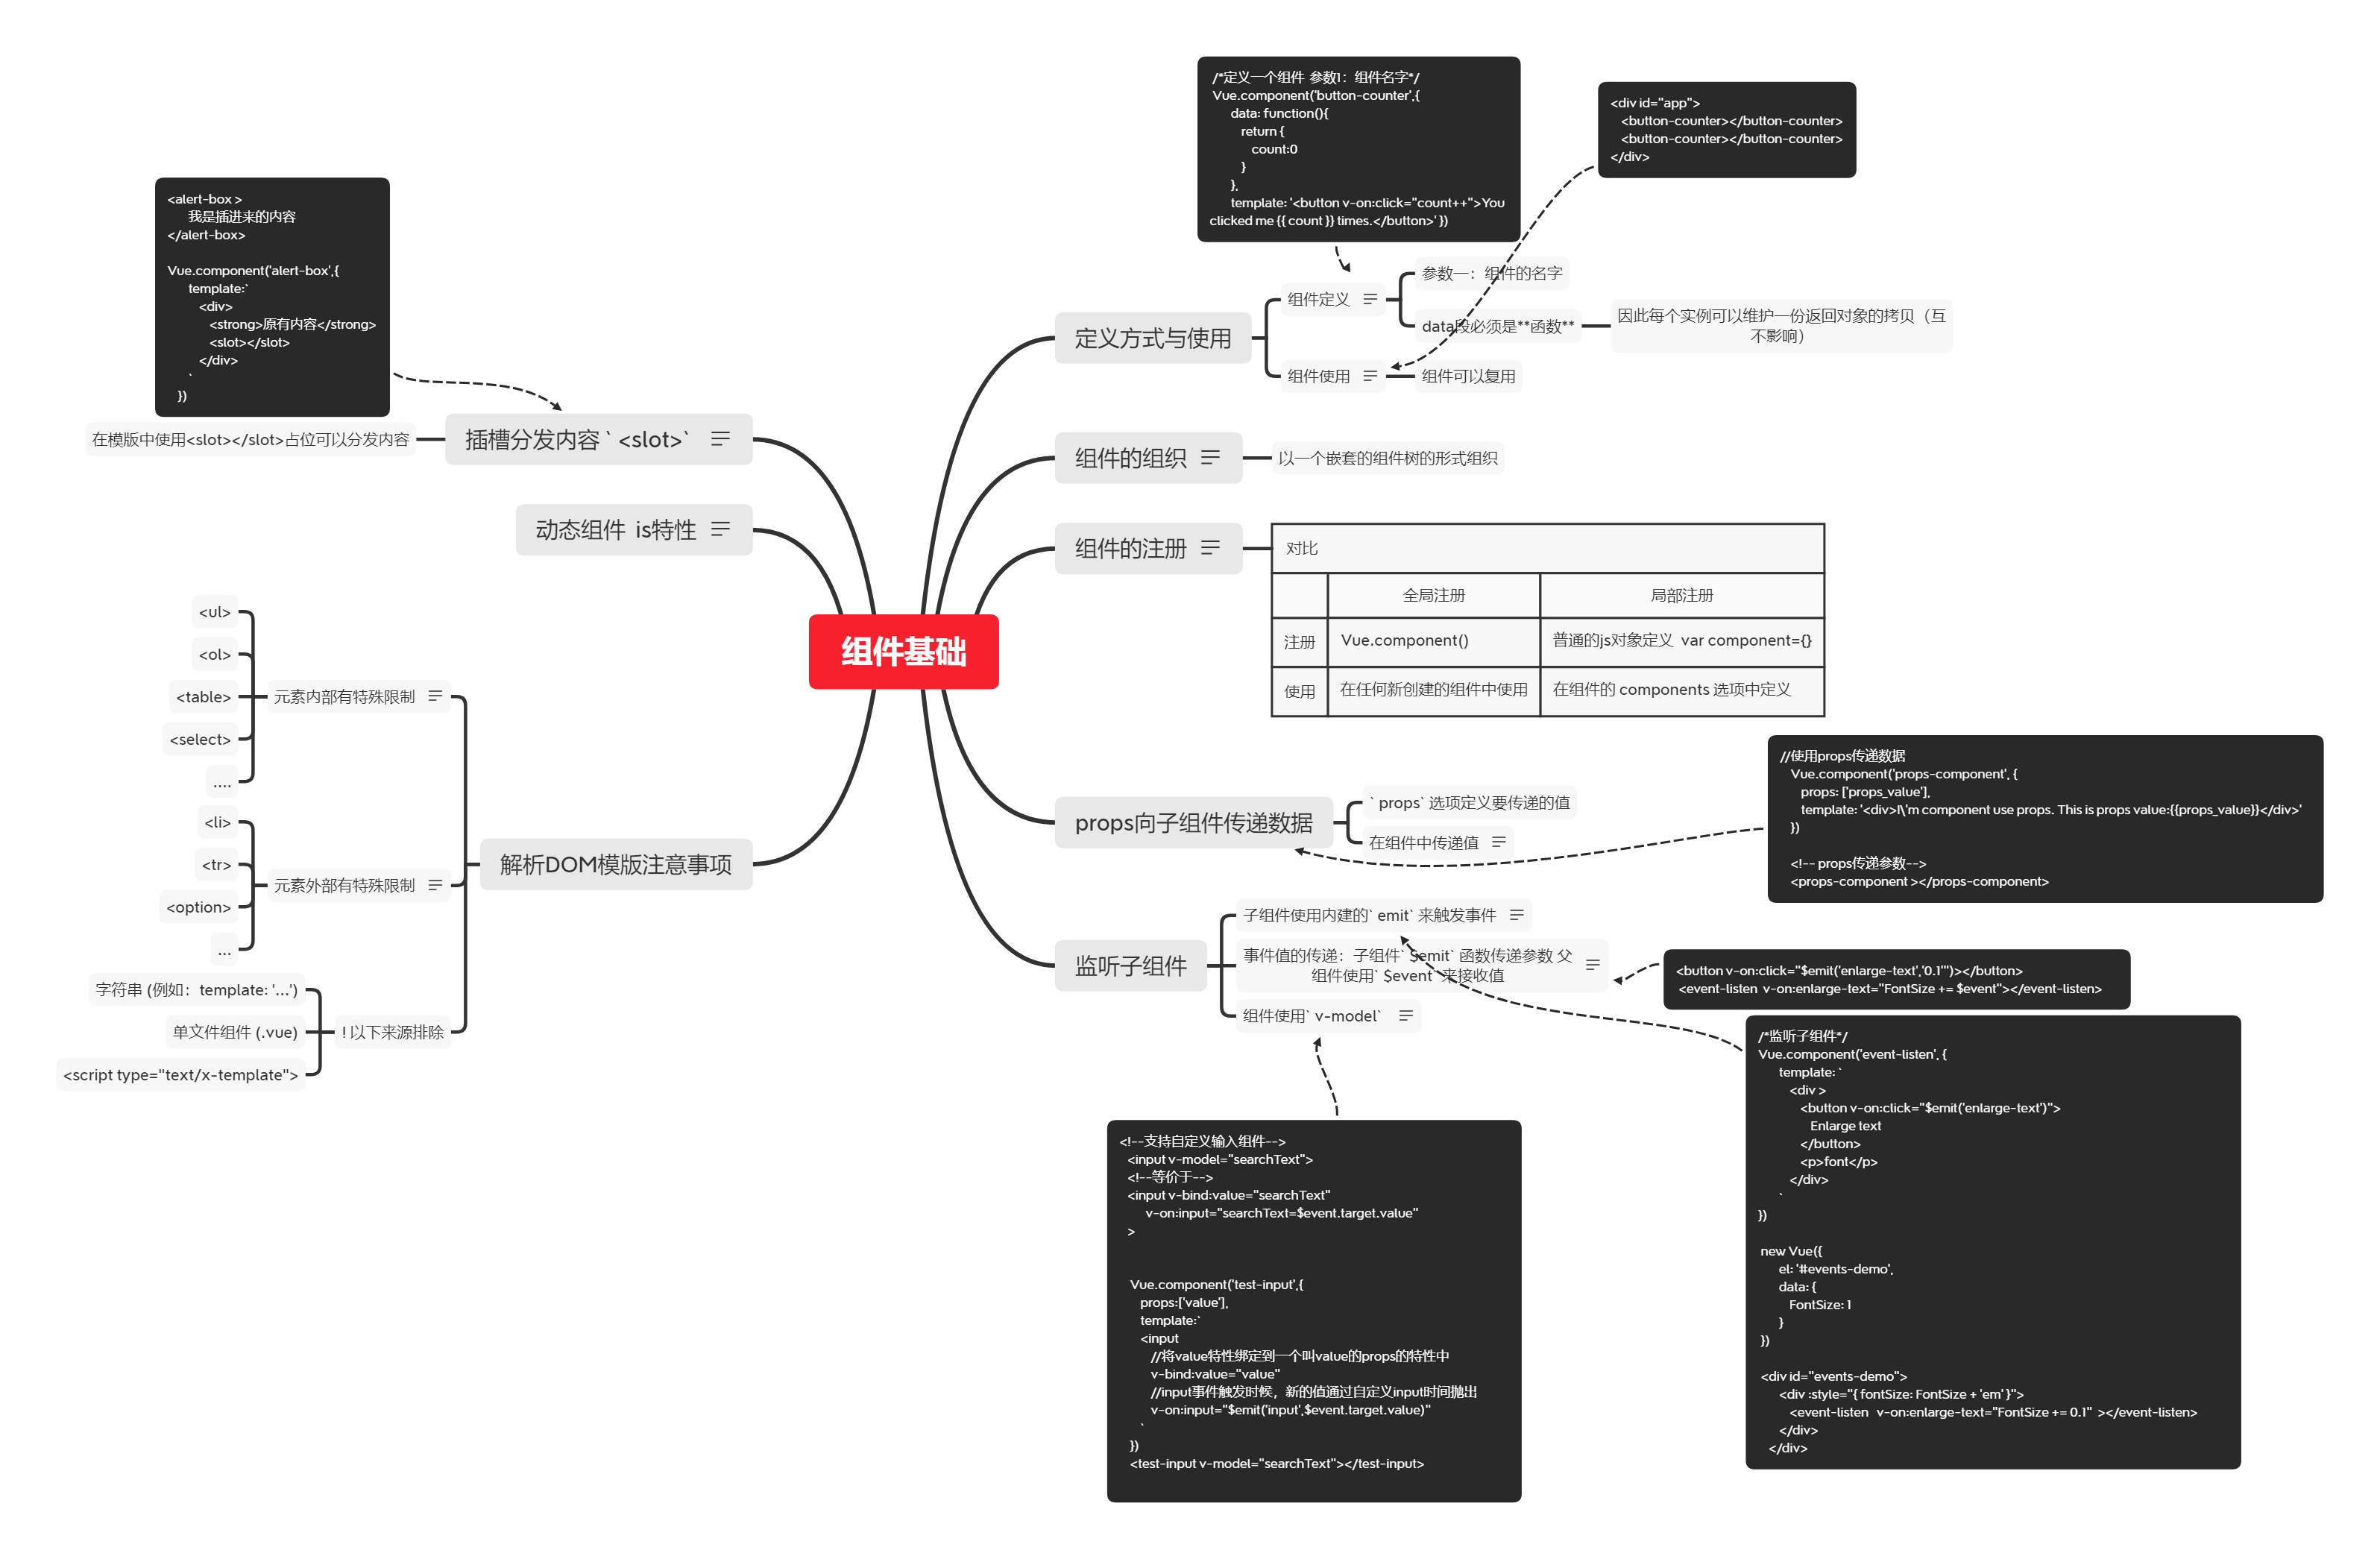 组件基础
定义方式与使用
组件定义
参数一：组件的名字
data段必须是**函数**
因此每个实例可以维护一份返回对象的拷贝（互
不影响）
组件使用
组件可以复用
/*定义一个组件 参数1：组件名字*/
Vue.component('button-counter',{
data: function(){
return {
count:0
}
},
template: '<button v-on:click="count++">You
clicked me {{ count }} times.</button>' })
<div id="app">
<button-counter></button-counter>
<button-counter></button-counter>
</div>
组件的组织
以一个嵌套的组件树的形式组织
组件的注册
对比
全局注册 局部注册
注册 Vue.component() 普通的js对象定义 var component={}
使用 在任何新创建的组件中使用 在组件的 components 选项中定义
props向子组件传递数据
` props` 选项定义要传递的值
在组件中传递值
//使用props传递数据
Vue.component('props-component', {
props: ['props_value'],
template: '<div>I\'m component use props. This is props value:{{props_value}}</div>'
})
<!-- props传递参数-->
<props-component ></props-component>
监听子组件
子组件使用内建的` emit` 来触发事件
事件值的传递：子组件` $emit` 函数传递参数 父
组件使用` $event` 来接收值
组件使用` v-model`
<button v-on:click="$emit('enlarge-text','0.1'")></button>
<event-listen v-on:enlarge-text="FontSize += $event"></event-listen>
/*监听子组件*/
Vue.component('event-listen', {
template: `
<div >
<button v-on:click="$emit('enlarge-text')">
Enlarge text
</button>
<p>font</p>
</div>
`
})
new Vue({
el: '#events-demo',
data: {
FontSize: 1
}
})
<div id="events-demo">
<div :style="{ fontSize: FontSize + 'em' }">
<event-listen v-on:enlarge-text="FontSize += 0.1" ></event-listen>
</div>
</div>
<!--支持自定义输入组件-->
<input v-model="searchText">
<!--等价于-->
<input v-bind:value="searchText"
v-on:input="searchText=$event.target.value"
>
Vue.component('test-input',{
props:['value'],
template:`
<input
//将value特性绑定到一个叫value的props的特性中
v-bind:value="value"
//input事件触发时候，新的值通过自定义input时间抛出
v-on:input="$emit('input',$event.target.value)"
`
})
<test-input v-model="searchText"></test-input>
插槽分发内容 ` <slot>`
在模版中使用<slot></slot>占位可以分发内容
<alert-box >
我是插进来的内容
</alert-box>
Vue.component('alert-box',{
template:`
<div>
<strong>原有内容</strong>
<slot></slot>
</div>
`
})
动态组件 is特性
解析DOM模版注意事项
元素内部有特殊限制
<ul>
<ol>
<table>
<select>
....
元素外部有特殊限制
<li>
<tr>
<option>
...
! 以下来源排除
字符串 (例如：template: '...')
单文件组件 (.vue)
<script type="text/x-template">